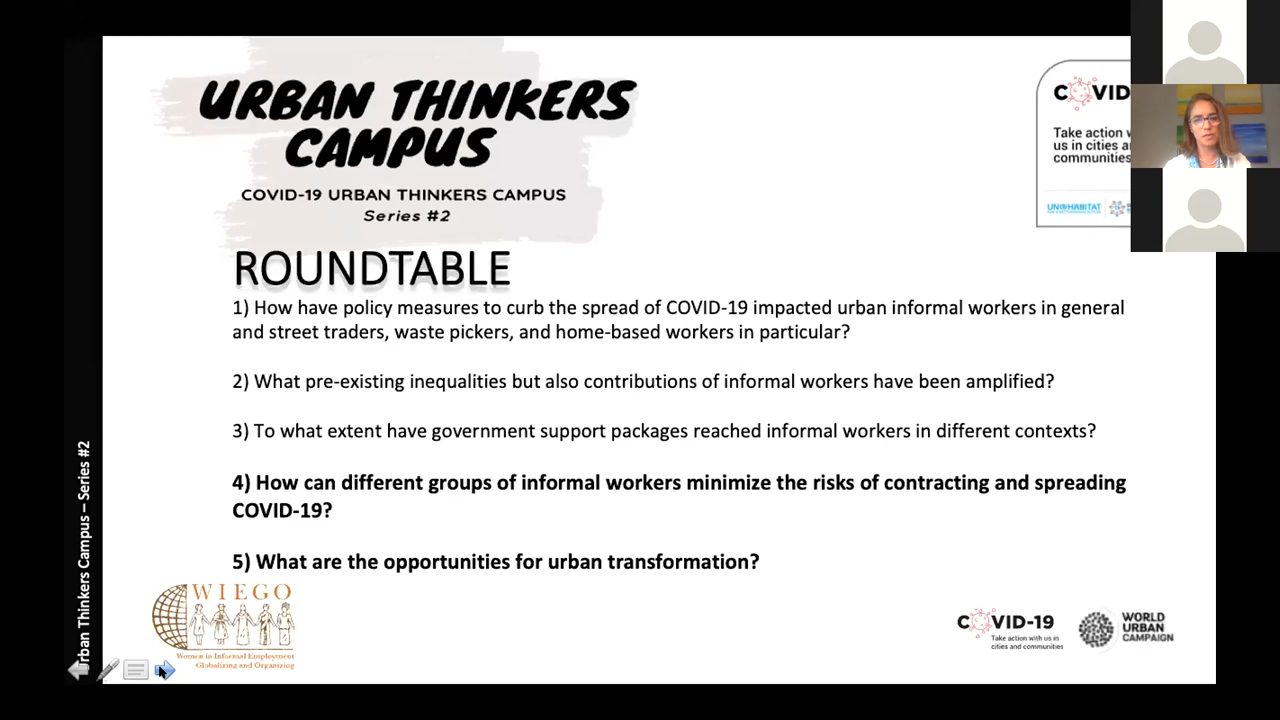 URBAN THINKERS
CAMPUS
COVID-19 URBAN THINKERS CAMPUS
Series #2
COVID
Take action w
us in cities a
communities
UN HABITAT
ROUNDTABLE
1) How have policy measures to curb the spread of COVID-19 impacted urban informal workers in general
and street traders, waste pickers, and home-based workers in particular?
2) What pre-existing inequalities but also contributions of informal workers have been amplified?
3) To what extent have government support packages reached informal workers in different contexts?
4) How can different groups of informal workers minimize the risks of contracting and spreading
COVID-19?
5) What are the opportunities for urban transformation?
Urban Thinkers Campus – Series #2
WIEGO
Women in Informal Employment
Globalizing and Organizing
COVID-19
Take action with us in
cities and communities
WORLD
URBAN
CAMPAIGN